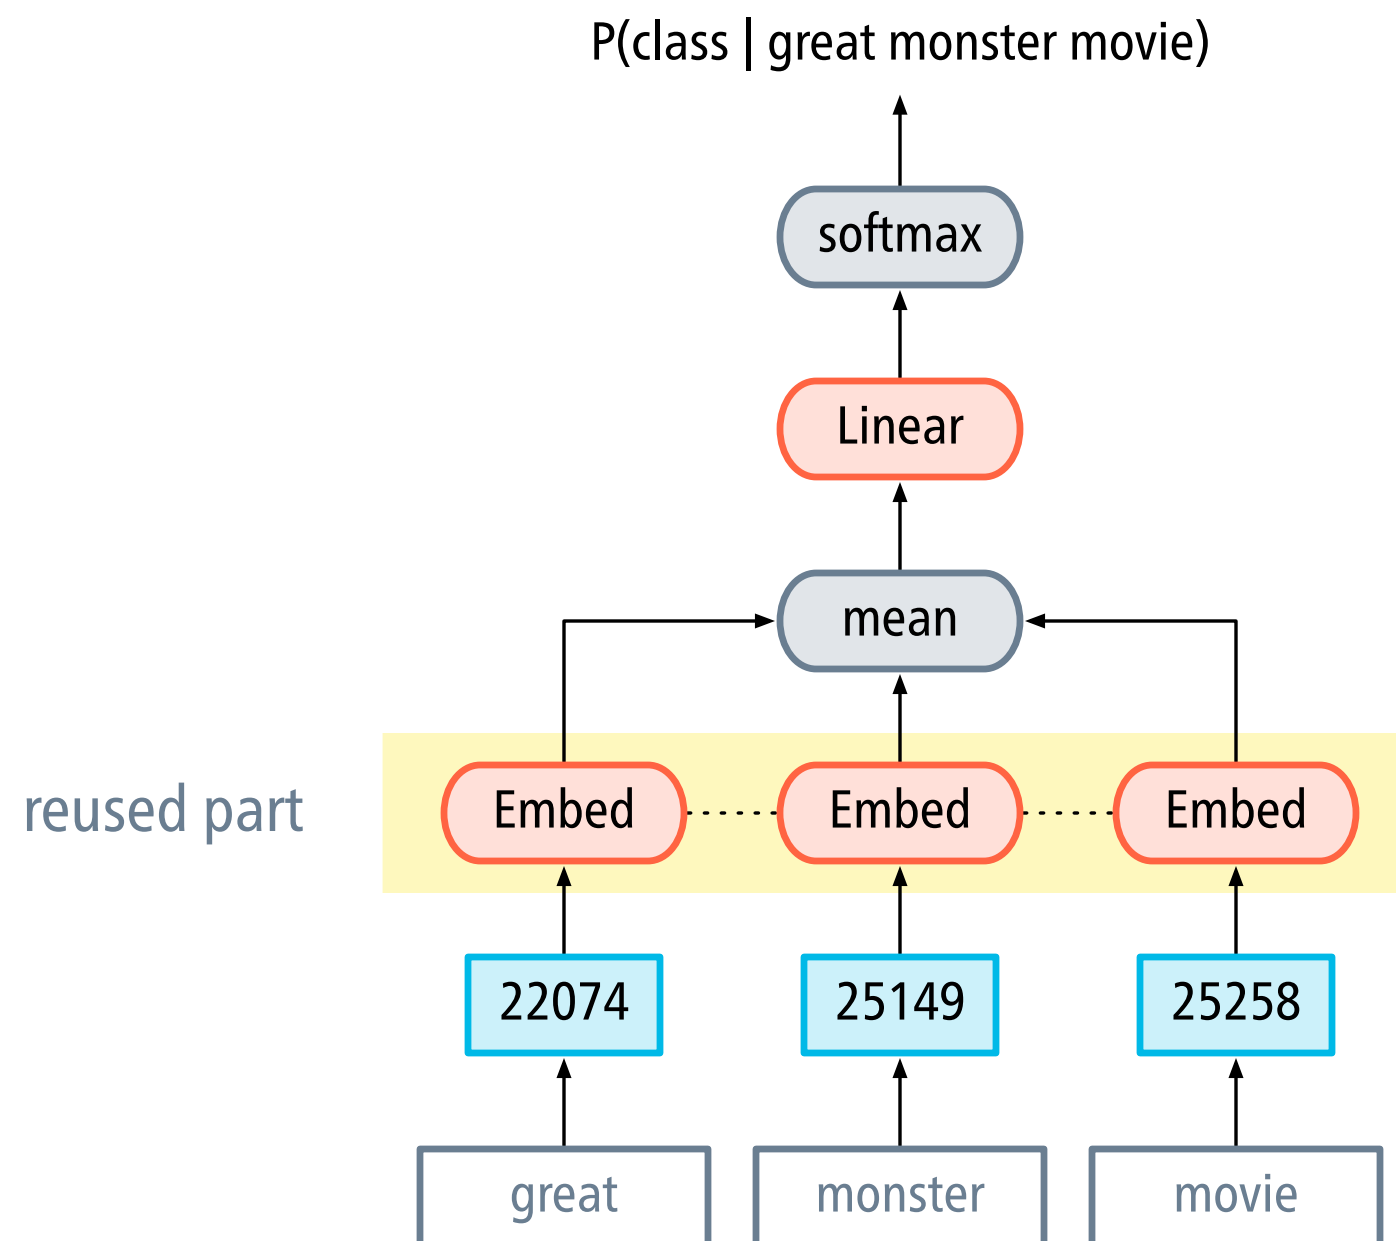 P(class | great monster movie)
softmax
Linear
mean
reused part
Embed Embed Embed
22074 25149 25258
great monster movie